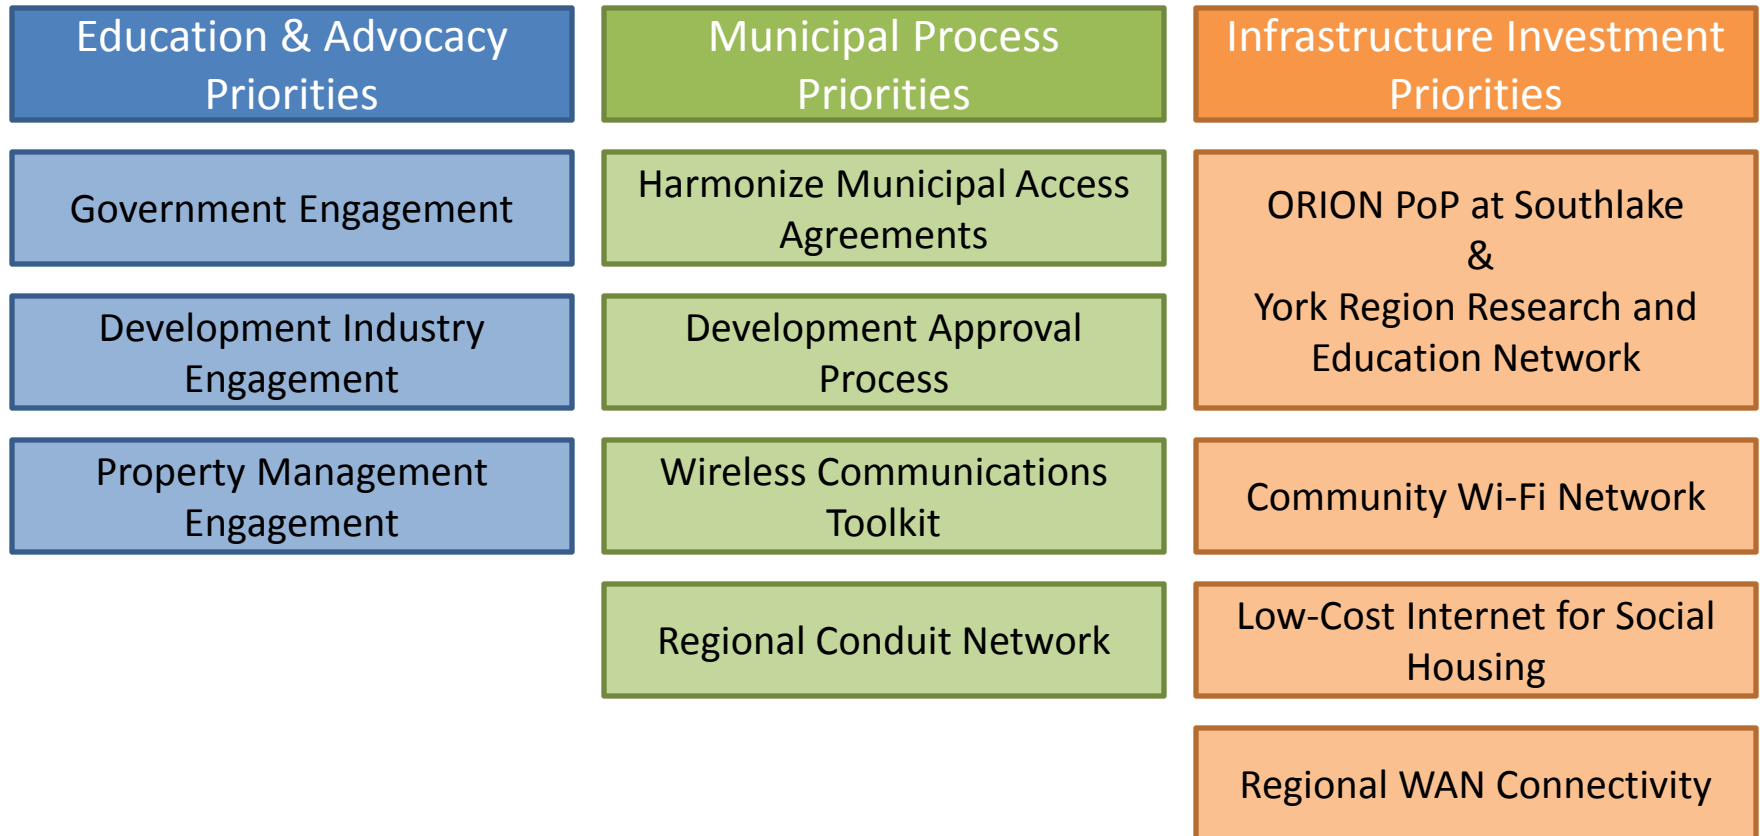 Education & Advocacy
Priorities
Government Engagement
Development Industry
Engagement
Property Management
Engagement
Municipal Process
Priorities
Harmonize Municipal Access
Agreements
Development Approval
Process
Wireless Communications
Toolkit
Regional Conduit Network
Infrastructure Investment
Priorities
ORION PoP at Southlake
&
York Region Research and
Education Network
Community Wi-Fi Network
Low-Cost Internet for Social
Housing
Regional WAN Connectivity